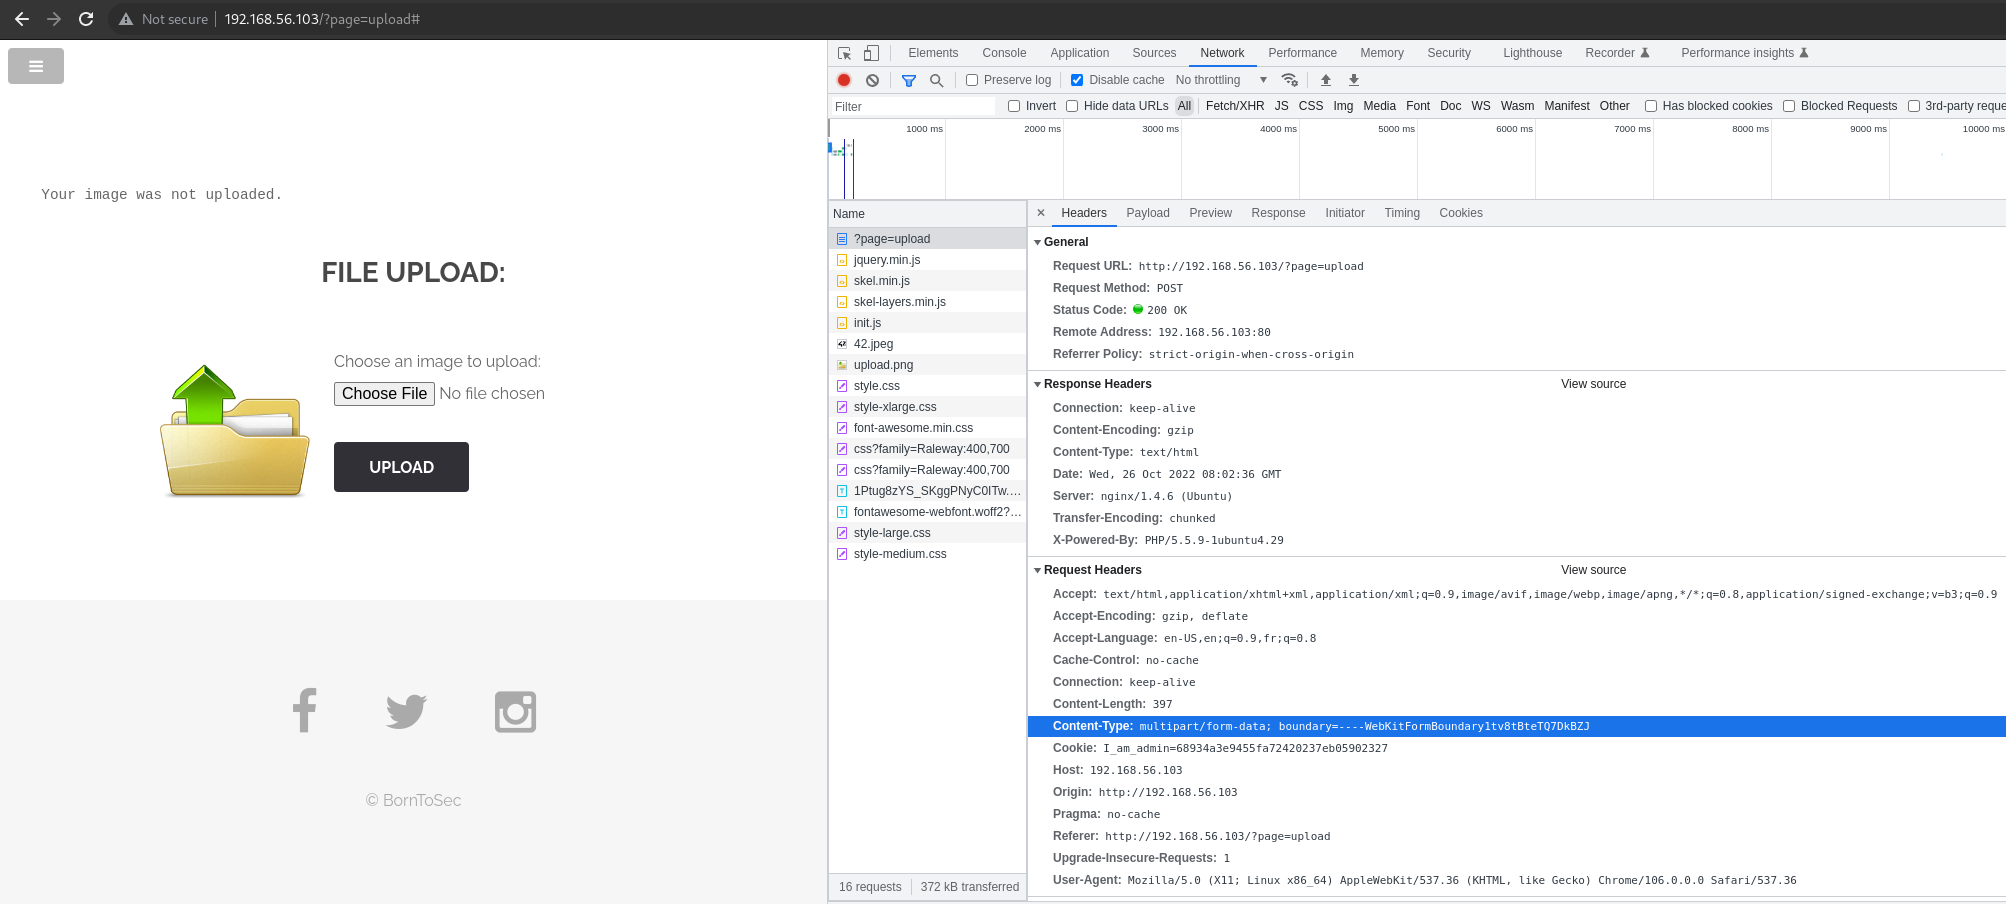 Not secure 192.168.56.103/?page=upload#
Your image was not uploaded.
FILE UPLOAD:
Choose an image to upload:
Choose File No file chosen
UPLOAD
© BornToSec
Elements Console Application Sources Network Performance Memory Security Lighthouse Recorder Performance insights
Preserve log Disable cache No throttling
Filter Invert Hide data URLs All Fetch/XHR JS CSS Img Media Font Doc WS Wasm Manifest Other Has blocked cookies Blocked Requests 3rd-party reque
1000 ms 2000 ms 3000 ms 4000 ms 5000 ms 6000 ms 7000 ms 8000 ms 9000 ms 10000 ms
Name
?page=upload
jquery.min.js
skel.min.js
skel-layers.min.js
init.js
42.jpeg
upload.png
style.css
style-xlarge.css
font-awesome.min.css
css?family=Raleway:400,700
css?family=Raleway:400,700
1Ptug8zYS_SKggPNyC0ITw.…
fontawesome-webfont.woff2?…
style-large.css
style-medium.css
16 requests 372 kB transferred
× Headers Payload Preview Response Initiator Timing Cookies
General
Request URL: http://192.168.56.103/?page=upload
Request Method: POST
Status Code: 200 OK
Remote Address: 192.168.56.103:80
Referrer Policy: strict-origin-when-cross-origin
Response Headers View source
Connection: keep-alive
Content-Encoding: gzip
Content-Type: text/html
Date: Wed, 26 Oct 2022 08:02:36 GMT
Server: nginx/1.4.6 (Ubuntu)
Transfer-Encoding: chunked
X-Powered-By: PHP/5.5.9-1ubuntu4.29
Request Headers View source
Accept: text/html,application/xhtml+xml,application/xml;q=0.9,image/avif,image/webp,image/apng,*/*;q=0.8,application/signed-exchange;v=b3;q=0.9
Accept-Encoding: gzip, deflate
Accept-Language: en-US,en;q=0.9,fr;q=0.8
Cache-Control: no-cache
Connection: keep-alive
Content-Length: 397
Content-Type: multipart/form-data; boundary=----WebKitFormBoundary1tv8tBteTQ7DkBZJ
Cookie: I_am_admin=68934a3e9455fa72420237eb05902327
Host: 192.168.56.103
Origin: http://192.168.56.103
Pragma: no-cache
Referer: http://192.168.56.103/?page=upload
Upgrade-Insecure-Requests: 1
User-Agent: Mozilla/5.0 (X11; Linux x86_64) AppleWebKit/537.36 (KHTML, like Gecko) Chrome/106.0.0.0 Safari/537.36